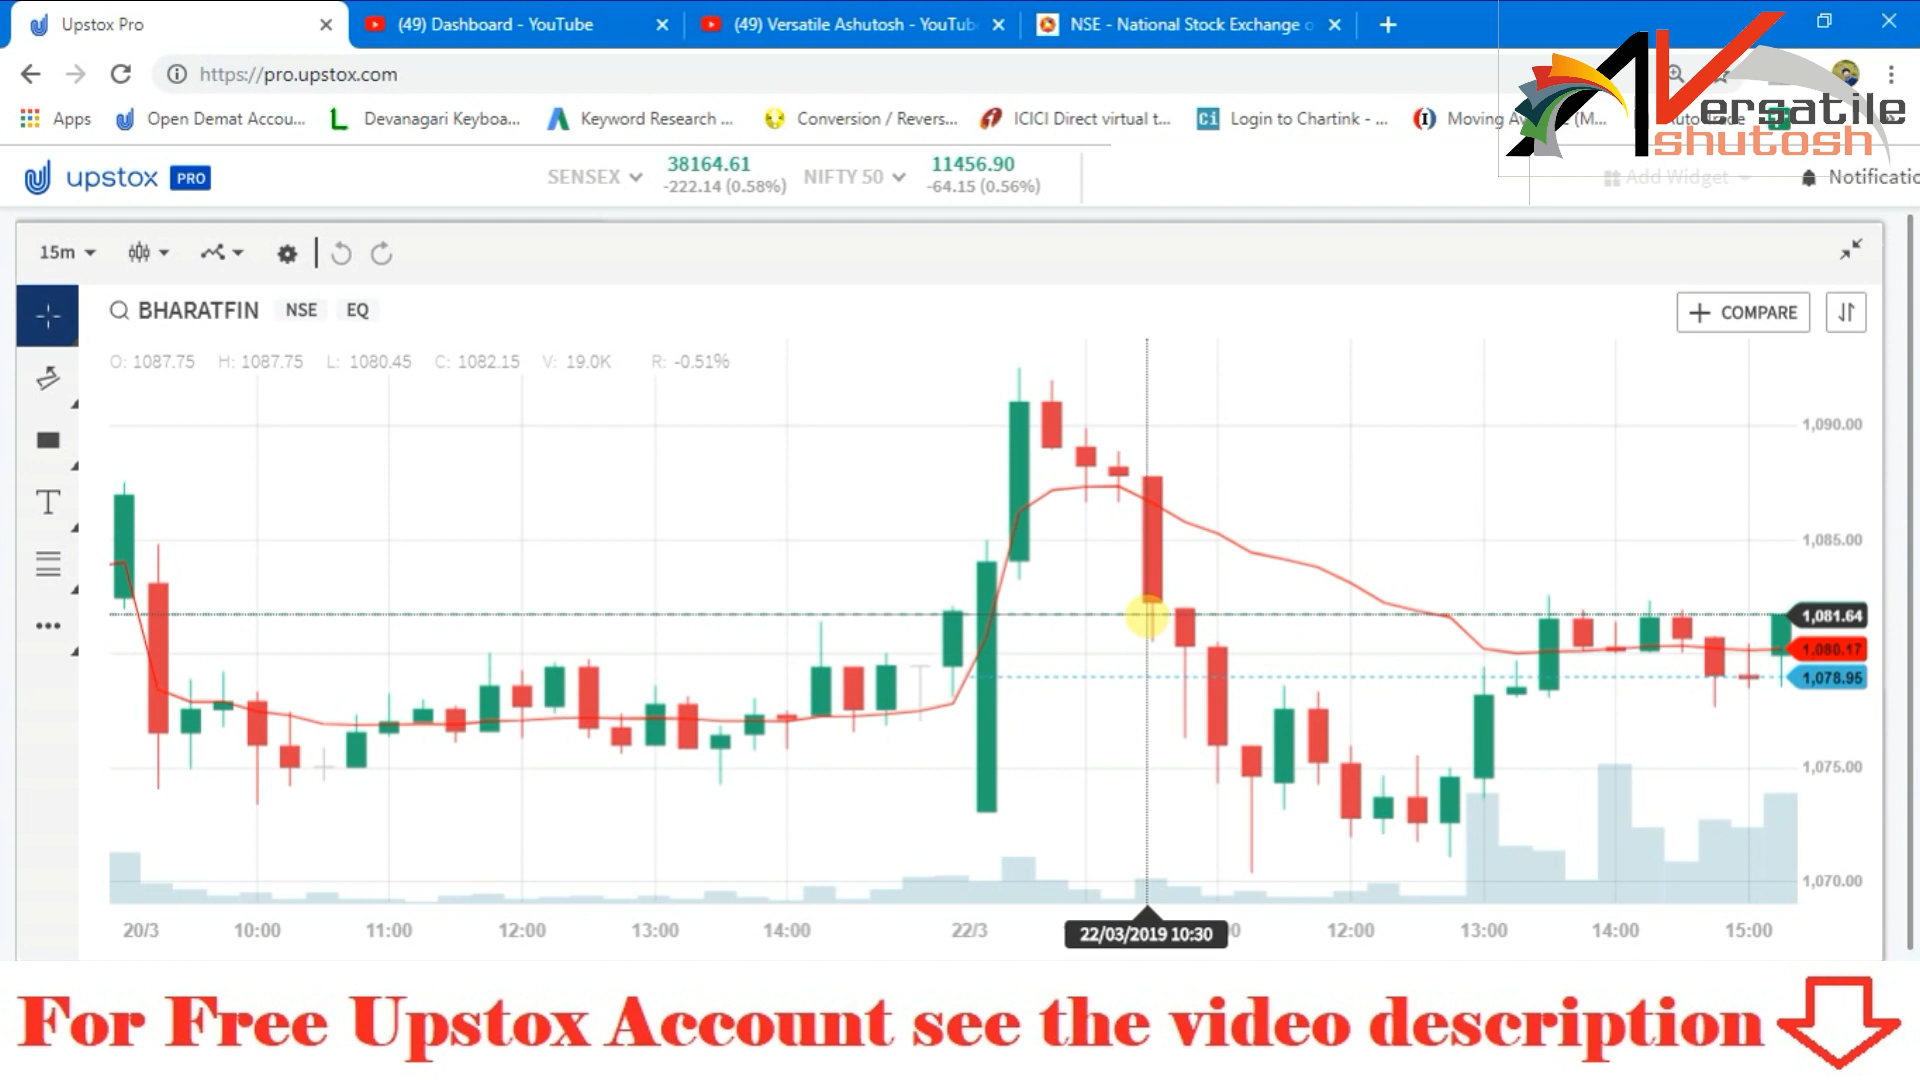 Upstox Pro
(49) Dashboard - YouTube
(49) Versatile Ashutosh - YouTub
NSE - National Stock Exchange o
https://pro.upstox.com
Apps
Open Demat Accou...
Devanagari Keyboa...
Keyword Research ...
Conversion / Revers...
ICICI Direct virtual t...
Ci Login to Chartink - ...
Moving
Versatile
Ashutosh
upstox PRO
SENSEX 38164.61
-222.14 (0.58%)
NIFTY 50 11456.90
-64.15 (0.56%)
Add Widget
Notificatio
15m
BHARATFIN NSE EQ
+ COMPARE
O: 1087.75 H: 1087.75 L: 1080.45 C: 1082.15 V: 19.0K R: -0.51%
T
1,090.00
1,085.00
1,081.64
1,080.17
1,078.95
1,075.00
1,070.00
20/3 10:00 11:00 12:00 13:00 14:00 22/3 22/03/2019 10:30 12:00 13:00 14:00 15:00
For Free Upstox Account see the video description